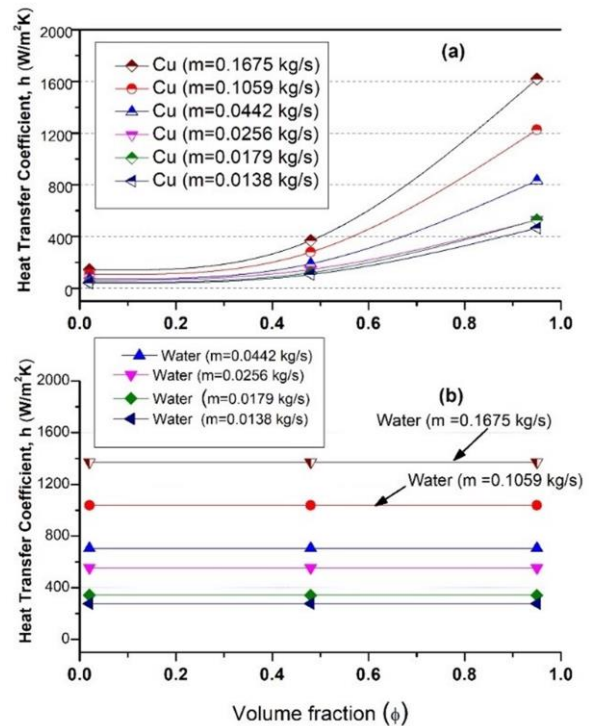 Heat Transfer Coefficient, h (W/m²K)
2000
1600
1200
800
400
0
(a)
Cu (m=0.1675 kg/s)
Cu (m=0.1059 kg/s)
Cu (m=0.0442 kg/s)
Cu (m=0.0256 kg/s)
Cu (m=0.0179 kg/s)
Cu (m=0.0138 kg/s)
0.0 0.2 0.4 0.6 0.8 1.0
Water (m=0.0442 kg/s)
Water (m=0.0256 kg/s)
Water (m=0.0179 kg/s)
Water (m=0.0138 kg/s)
Heat Transfer Coefficient, h (W/m²K)
2000
1600
1200
800
400
0
(b)
Water (m =0.1675 kg/s)
Water (m =0.1059 kg/s)
0.0 0.2 0.4 0.6 0.8 1.0
Volume fraction (ϕ)